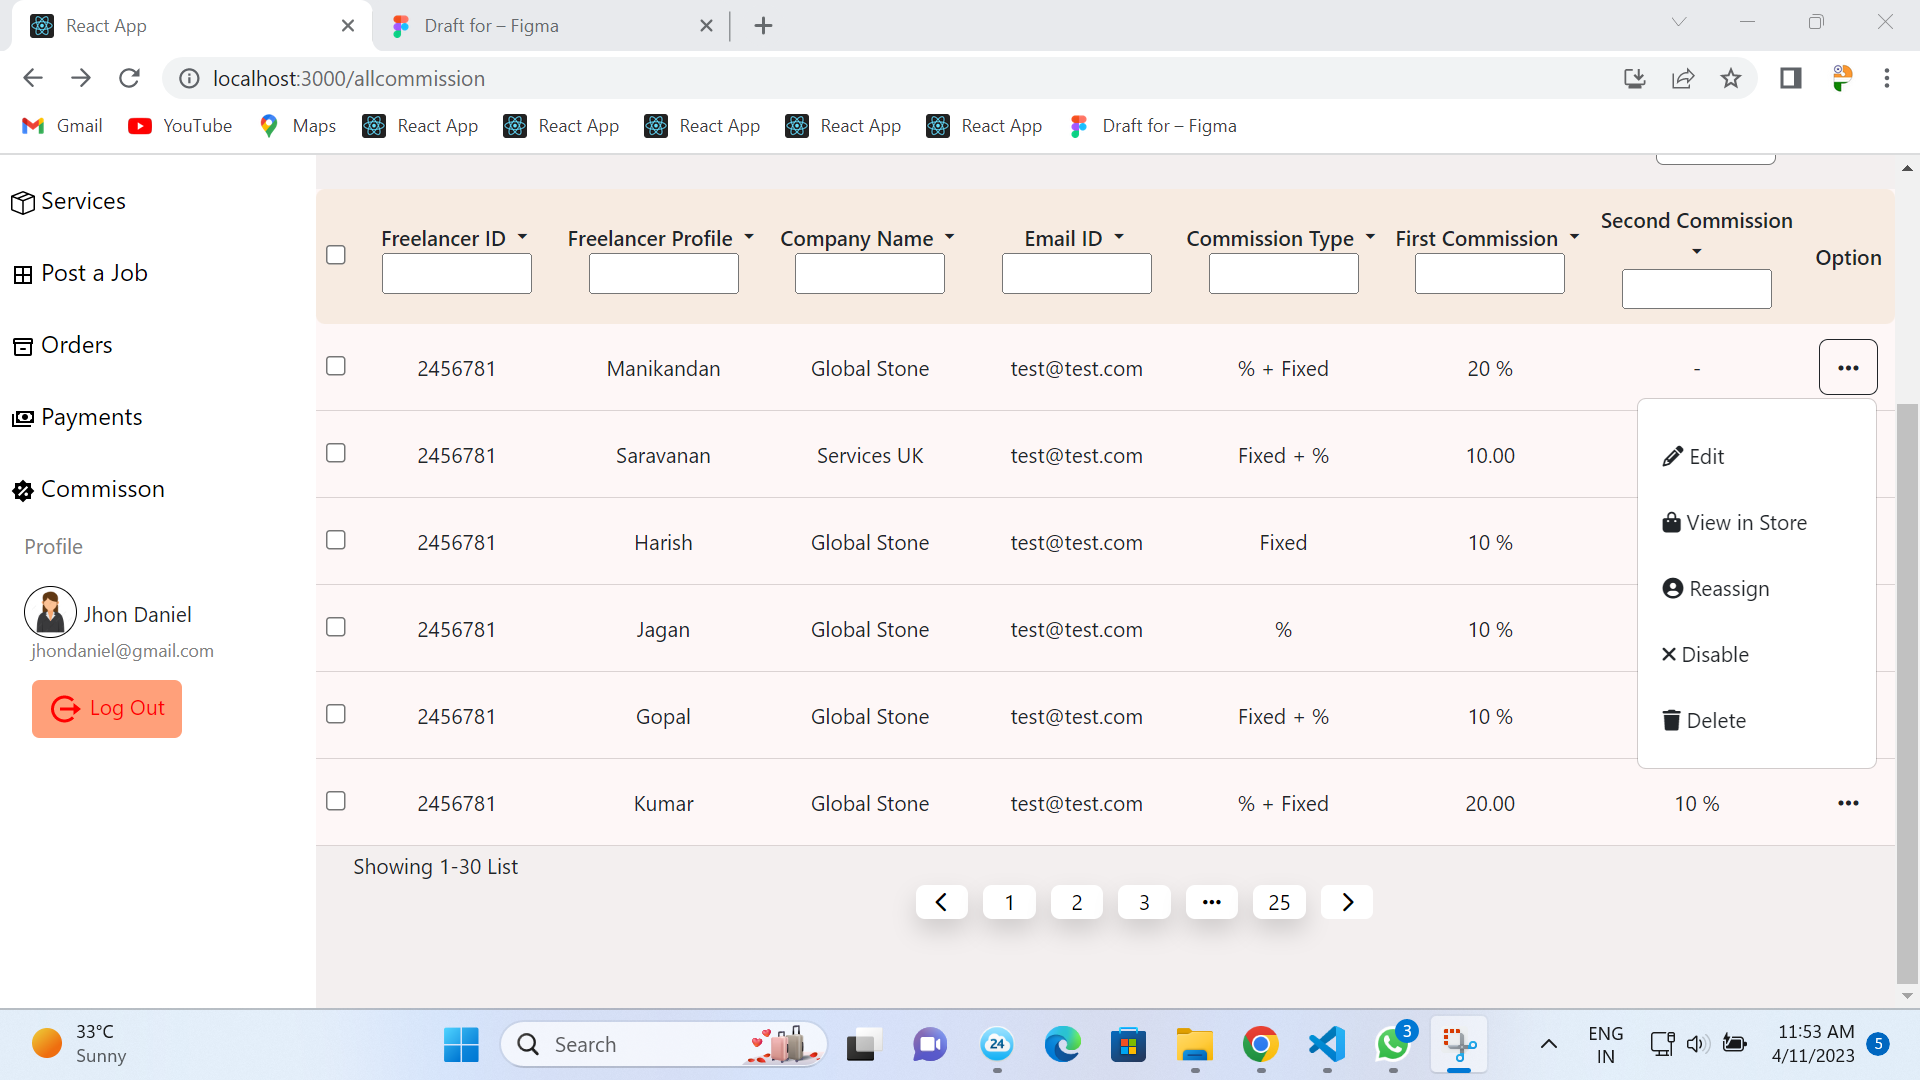 React App
Draft for – Figma
localhost:3000/allcommission
Gmail
YouTube
Maps
React App
React App
React App
React App
React App
Draft for – Figma
Services
Post a Job
Orders
Payments
Commisson
Profile
Jhon Daniel
jhondaniel@gmail.com
Log Out
Freelancer ID
Freelancer Profile
Company Name
Email ID
Commission Type
First Commission
Second Commission
Option
2456781 Manikandan Global Stone test@test.com % + Fixed 20 % - •••
2456781 Saravanan Services UK test@test.com Fixed + % 10.00
2456781 Harish Global Stone test@test.com Fixed 10 %
2456781 Jagan Global Stone test@test.com % 10 %
2456781 Gopal Global Stone test@test.com Fixed + % 10 %
2456781 Kumar Global Stone test@test.com % + Fixed 20.00 10 % •••
Edit
View in Store
Reassign
Disable
Delete
Showing 1-30 List
1 2 3 ••• 25
33°C
Sunny
Search
24
3
ENG
IN
11:53 AM
4/11/2023
5